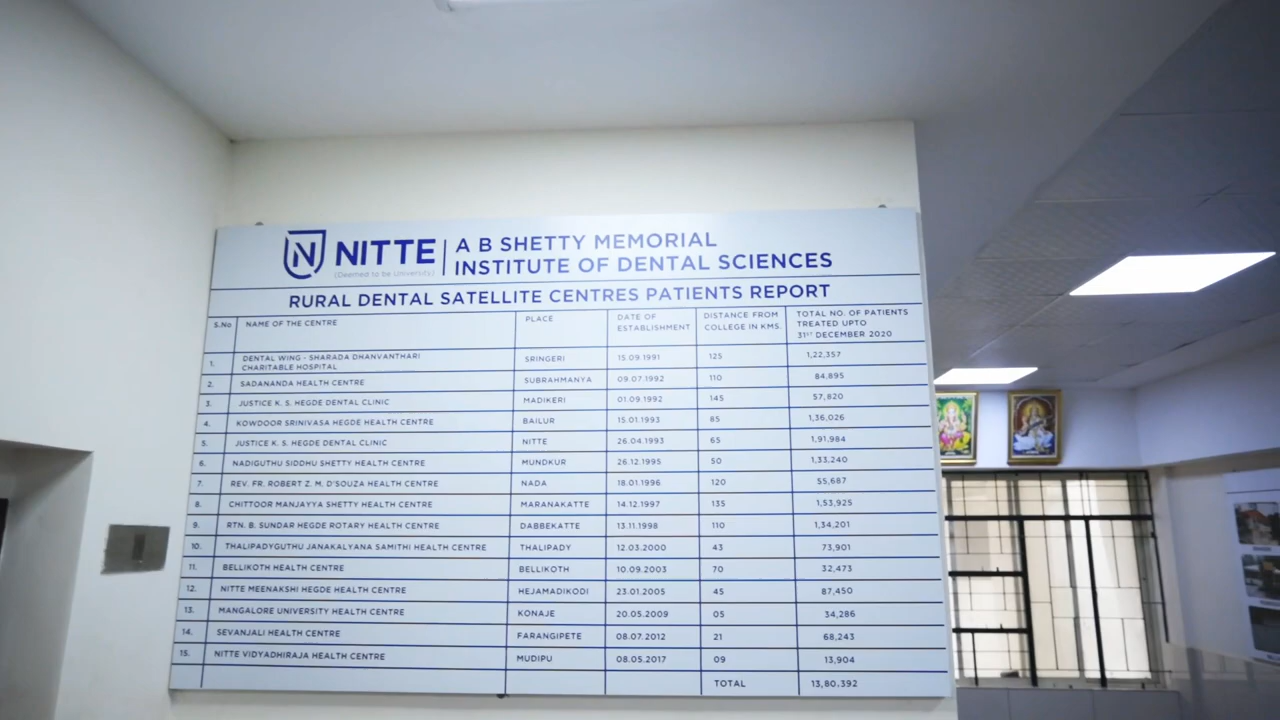 NITTE
(Deemed to be University)
A B SHETTY MEMORIAL
INSTITUTE OF DENTAL SCIENCES
RURAL DENTAL SATELLITE CENTRES PATIENTS REPORT
S.No NAME OF THE CENTRE PLACE DATE OF ESTABLISHMENT DISTANCE FROM COLLEGE IN KMS. TOTAL NO. OF PATIENTS TREATED UPTO 31ST DECEMBER 2020
1. DENTAL WING - SHARADA DHANVANTHARI CHARITABLE HOSPITAL SRINGERI 15.09.1991 125 1,22,357
2. SADANANDA HEALTH CENTRE SUBRAHMANYA 09.07.1992 110 84,895
3. JUSTICE K. S. HEGDE DENTAL CLINIC MADIKERI 01.09.1992 145 57,820
4. KOWDOOR SRINIVASA HEGDE HEALTH CENTRE BAILUR 15.01.1993 85 1,36,026
5. JUSTICE K. S. HEGDE DENTAL CLINIC NITTE 26.04.1993 65 1,91,984
6. NADIGUTHU SIDDHU SHETTY HEALTH CENTRE MUNDKUR 26.12.1995 50 1,33,240
7. REV. FR. ROBERT Z. M. D'SOUZA HEALTH CENTRE NADA 18.01.1996 120 55,687
8. CHITTOOR MANJAYYA SHETTY HEALTH CENTRE MARANAKATTE 14.12.1997 135 1,53,925
9. RTN. B. SUNDAR HEGDE ROTARY HEALTH CENTRE DABBEKATTE 13.11.1998 110 1,34,201
10. THALIPADYGUTHU JANAKALYANA SAMITHI HEALTH CENTRE THALIPADY 12.03.2000 43 73,901
11. BELLIKOTH HEALTH CENTRE BELLIKOTH 10.09.2003 70 32,473
12. NITTE MEENAKSHI HEGDE HEALTH CENTRE HEJAMADIKODI 23.01.2005 45 87,450
13. MANGALORE UNIVERSITY HEALTH CENTRE KONAJE 20.05.2009 05 34,286
14. SEVANJALI HEALTH CENTRE FARANGIPETE 08.07.2012 21 68,243
15. NITTE VIDYADHIRAJA HEALTH CENTRE MUDIPU 08.05.2017 09 13,904
TOTAL 13,80,392